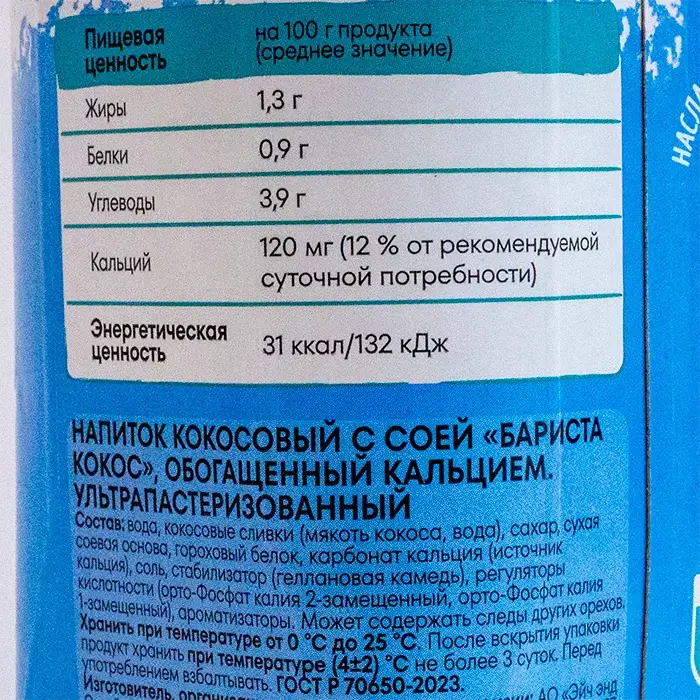 Пищевая ценность
на 100 г продукта (среднее значение)
Жиры 1,3 г
Белки 0,9 г
Углеводы 3,9 г
Кальций 120 мг (12 % от рекомендуемой суточной потребности)
Энергетическая ценность 31 ккал/132 кДж
НАПИТОК КОКОСОВЫЙ С СОЕЙ «БАРИСТА
КОКОС», ОБОГАЩЕННЫЙ КАЛЬЦИЕМ.
УЛЬТРАПАСТЕРИЗОВАННЫЙ
Состав: вода, кокосовые сливки (мякоть кокоса, вода), сахар, сухая
соевая основа, гороховый белок, карбонат кальция (источник
кальция), соль, стабилизатор (геллановая камедь), регуляторы
кислотности (орто-Фосфат калия 2-замещенный, орто-Фосфат калия
1-замещенный), ароматизаторы. Может содержать следы других орехов.
Хранить при температуре от 0 °С до 25 °С. После вскрытия упаковки
продукт хранить при температуре (4±2) °С не более 3 суток. Перед
употреблением взбалтывать. ГОСТ Р 70650-2023.
Изготовитель,
АО «Эйч энд